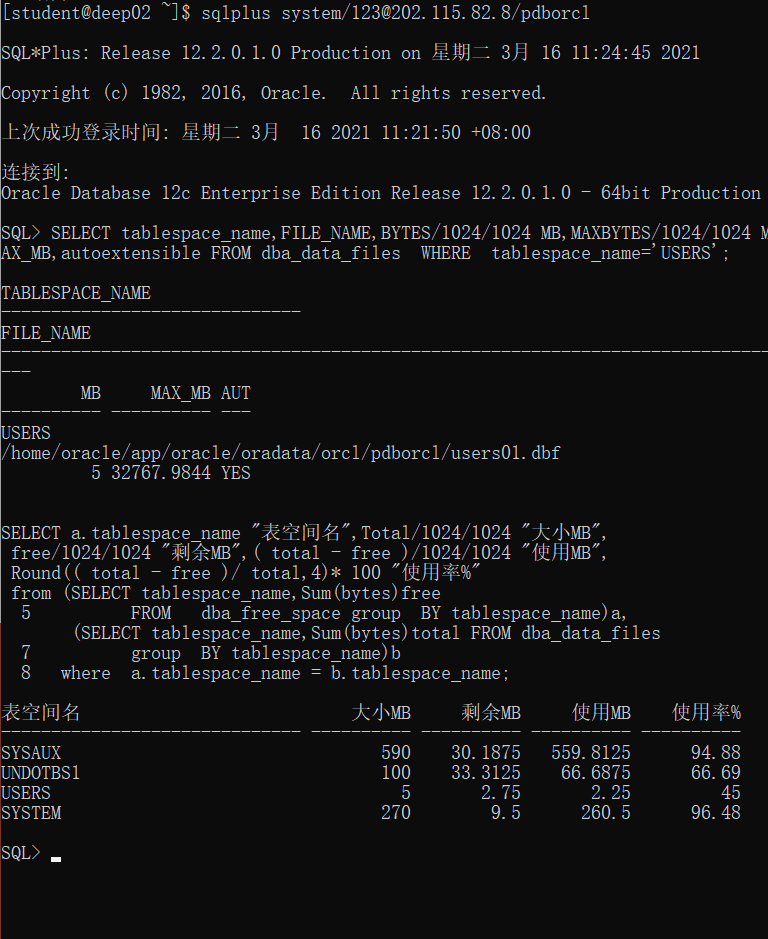 [student@deep02 ~]$ sqlplus system/123@202.115.82.8/pdborcl
SQL*Plus: Release 12.2.0.1.0 Production on 星期二 3月 16 11:24:45 2021
Copyright (c) 1982, 2016, Oracle.  All rights reserved.
上次成功登录时间: 星期二 3月  16 2021 11:21:50 +08:00
连接到:
Oracle Database 12c Enterprise Edition Release 12.2.0.1.0 - 64bit Production
SQL> SELECT tablespace_name,FILE_NAME,BYTES/1024/1024 MB,MAXBYTES/1024/1024 M
AX_MB,autoextensible FROM dba_data_files  WHERE  tablespace_name='USERS';
TABLESPACE_NAME
------------------------------
FILE_NAME
-----------------------------------------------------------------------------
---
        MB     MAX_MB AUT
---------- ---------- ---
USERS
/home/oracle/app/oracle/oradata/orcl/pdborcl/users01.dbf
         5 32767.9844 YES
SELECT a.tablespace_name "表空间名",Total/1024/1024 "大小MB",
 free/1024/1024 "剩余MB",( total - free )/1024/1024 "使用MB",
 Round(( total - free )/ total,4)* 100 "使用率%"
 from (SELECT tablespace_name,Sum(bytes)free
  5          FROM   dba_free_space group  BY tablespace_name)a,
       (SELECT tablespace_name,Sum(bytes)total FROM dba_data_files
  7          group  BY tablespace_name)b
  8   where  a.tablespace_name = b.tablespace_name;
表空间名                           大小MB     剩余MB     使用MB    使用率%
------------------------------ ---------- ---------- ---------- ----------
SYSAUX                                590    30.1875   559.8125      94.88
UNDOTBS1                              100    33.3125    66.6875      66.69
USERS                                   5       2.75       2.25         45
SYSTEM                                270        9.5      260.5      96.48
SQL>